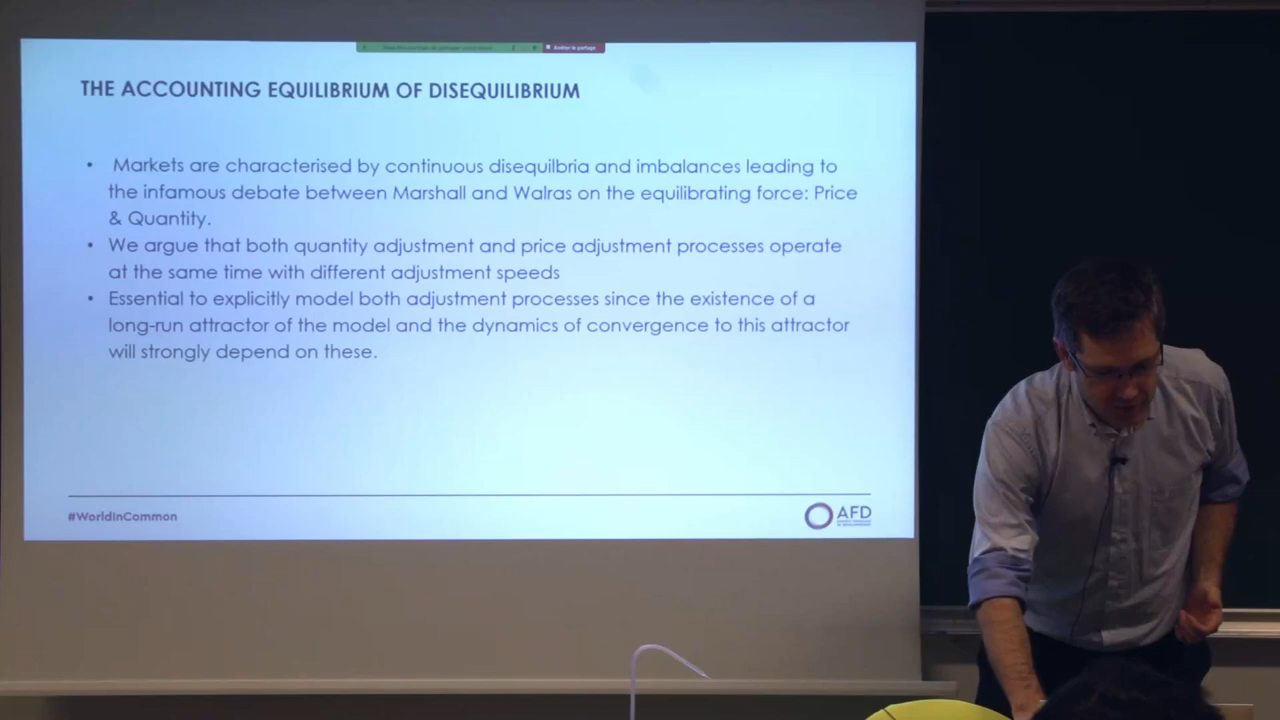 Arrêter le partage
THE ACCOUNTING EQUILIBRIUM OF DISEQUILIBRIUM
• Markets are characterised by continuous disequilbria and imbalances leading to
the infamous debate between Marshall and Walras on the equilibrating force: Price
& Quantity.
• We argue that both quantity adjustment and price adjustment processes operate
at the same time with different adjustment speeds
• Essential to explicitly model both adjustment processes since the existence of a
long-run attractor of the model and the dynamics of convergence to this attractor
will strongly depend on these.
#WorldInCommon
AFD